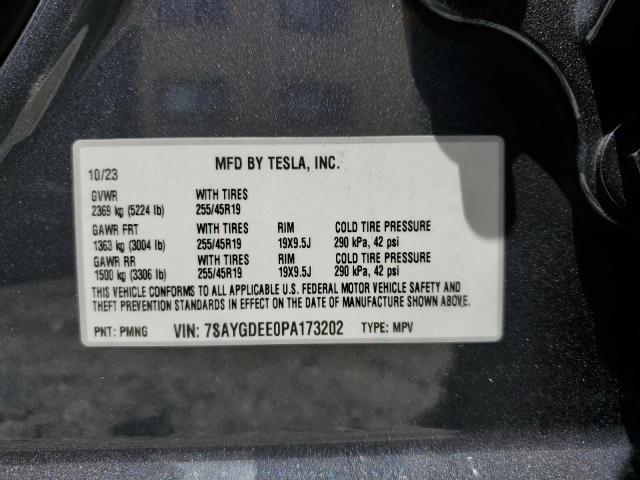 MFD BY TESLA, INC.
10/23
GVWR WITH TIRES
2369 kg (5224 lb) 255/45R19
GAWR FRT WITH TIRES RIM COLD TIRE PRESSURE
1363 kg (3004 lb) 255/45R19 19X9.5J 290 kPa, 42 psi
GAWR RR WITH TIRES RIM COLD TIRE PRESSURE
1500 kg (3306 lb) 255/45R19 19X9.5J 290 kPa, 42 psi
THIS VEHICLE CONFORMS TO ALL APPLICABLE U.S. FEDERAL MOTOR VEHICLE SAFETY AND
THEFT PREVENTION STANDARDS IN EFFECT ON THE DATE OF MANUFACTURE SHOWN ABOVE.
PNT: PMNG VIN: 7SAYGDEE0PA173202 TYPE: MPV